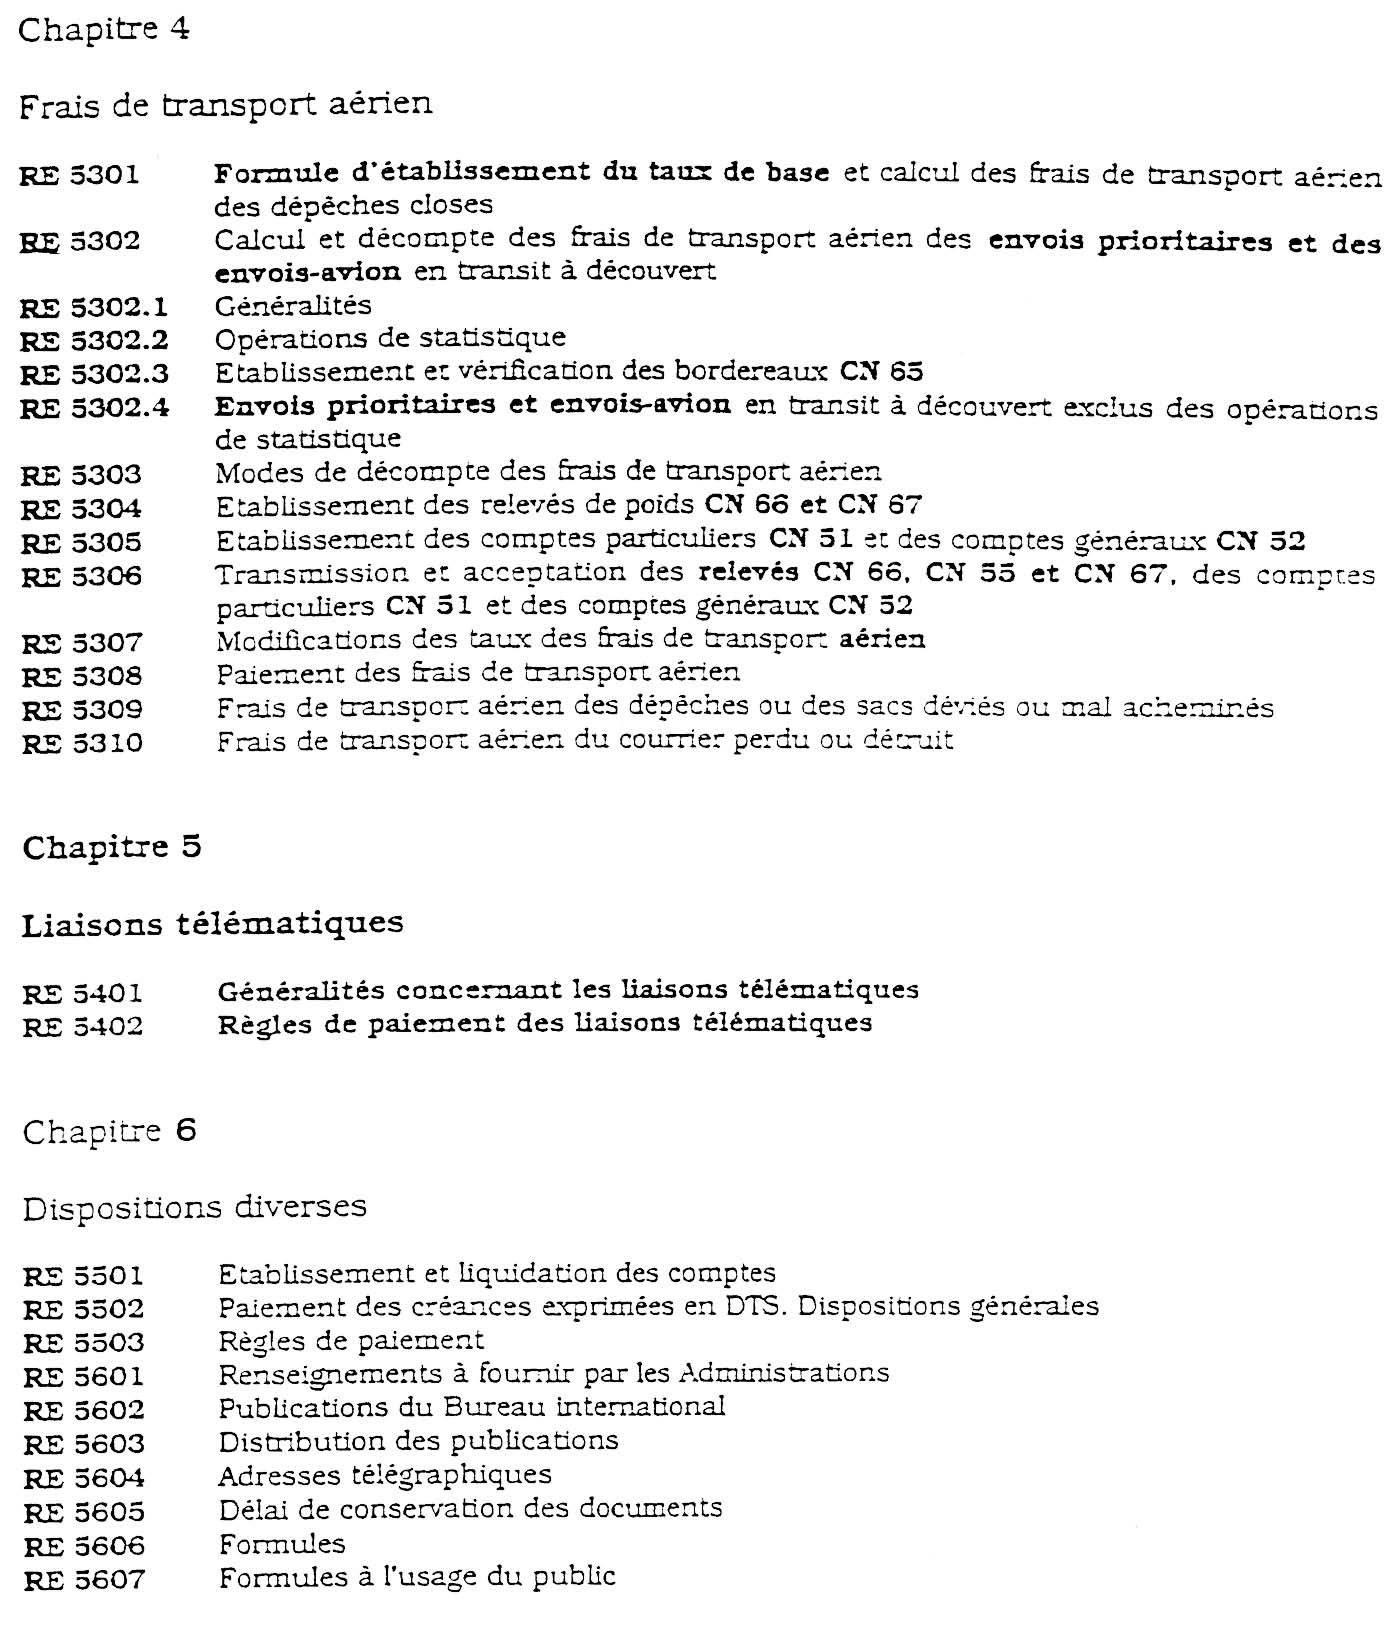 Chapitre 4
Frais de transport aérien
RE 5301 Formule d'établissement du taux de base et calcul des frais de transport aérien
des dépêches closes
RE 5302 Calcul et décompte des frais de transport aérien des envois prioritaires et des
envois-avion en transit à découvert
RE 5302.1 Généralités
RE 5302.2 Opérations de statistique
RE 5302.3 Etablissement et vérification des bordereaux CN 65
RE 5302.4 Envois prioritaires et envois-avion en transit à découvert exclus des opérations
de statistique
RE 5303 Modes de décompte des frais de transport aérien
RE 5304 Etablissement des relevés de poids CN 66 et CN 67
RE 5305 Etablissement des comptes particuliers CN 51 et des comptes généraux CN 52
RE 5306 Transmission et acceptation des relevés CN 66, CN 55 et CN 67, des comptes
particuliers CN 51 et des comptes généraux CN 52
RE 5307 Modifications des taux des frais de transport aérien
RE 5308 Paiement des frais de transport aérien
RE 5309 Frais de transport aérien des dépêches ou des sacs déviés ou mal acheminés
RE 5310 Frais de transport aérien du courrier perdu ou détruit
Chapitre 5
Liaisons télématiques
RE 5401 Généralités concernant les liaisons télématiques
RE 5402 Règles de paiement des liaisons télématiques
Chapitre 6
Dispositions diverses
RE 5501 Etablissement et liquidation des comptes
RE 5502 Paiement des créances exprimées en DTS. Dispositions générales
RE 5503 Règles de paiement
RE 5601 Renseignements à fournir par les Administrations
RE 5602 Publications du Bureau international
RE 5603 Distribution des publications
RE 5604 Adresses télégraphiques
RE 5605 Délai de conservation des documents
RE 5606 Formules
RE 5607 Formules à l'usage du public